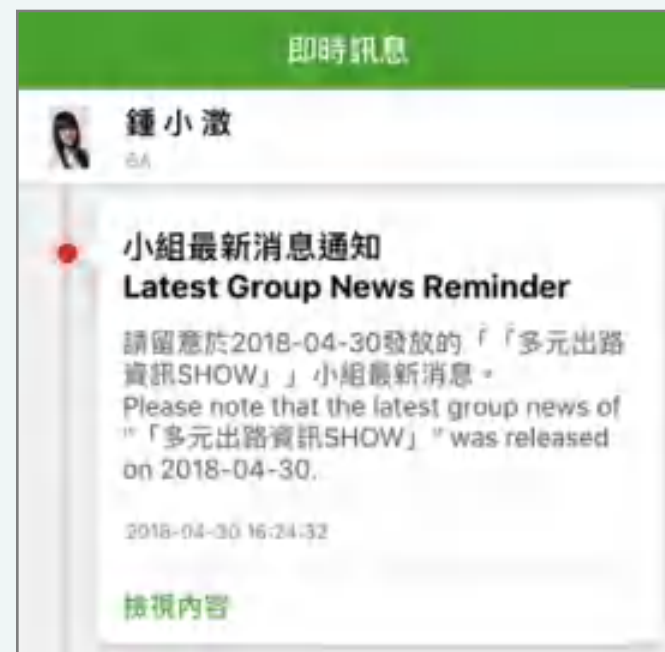 即時訊息
鍾小澂
6A
小組最新消息通知
Latest Group News Reminder
請留意於2018-04-30發放的「「多元出路
資訊SHOW」」小組最新消息。
Please note that the latest group news of
"「多元出路資訊SHOW」" was released
on 2018-04-30.
2018-04-30 16:24:32
檢視內容